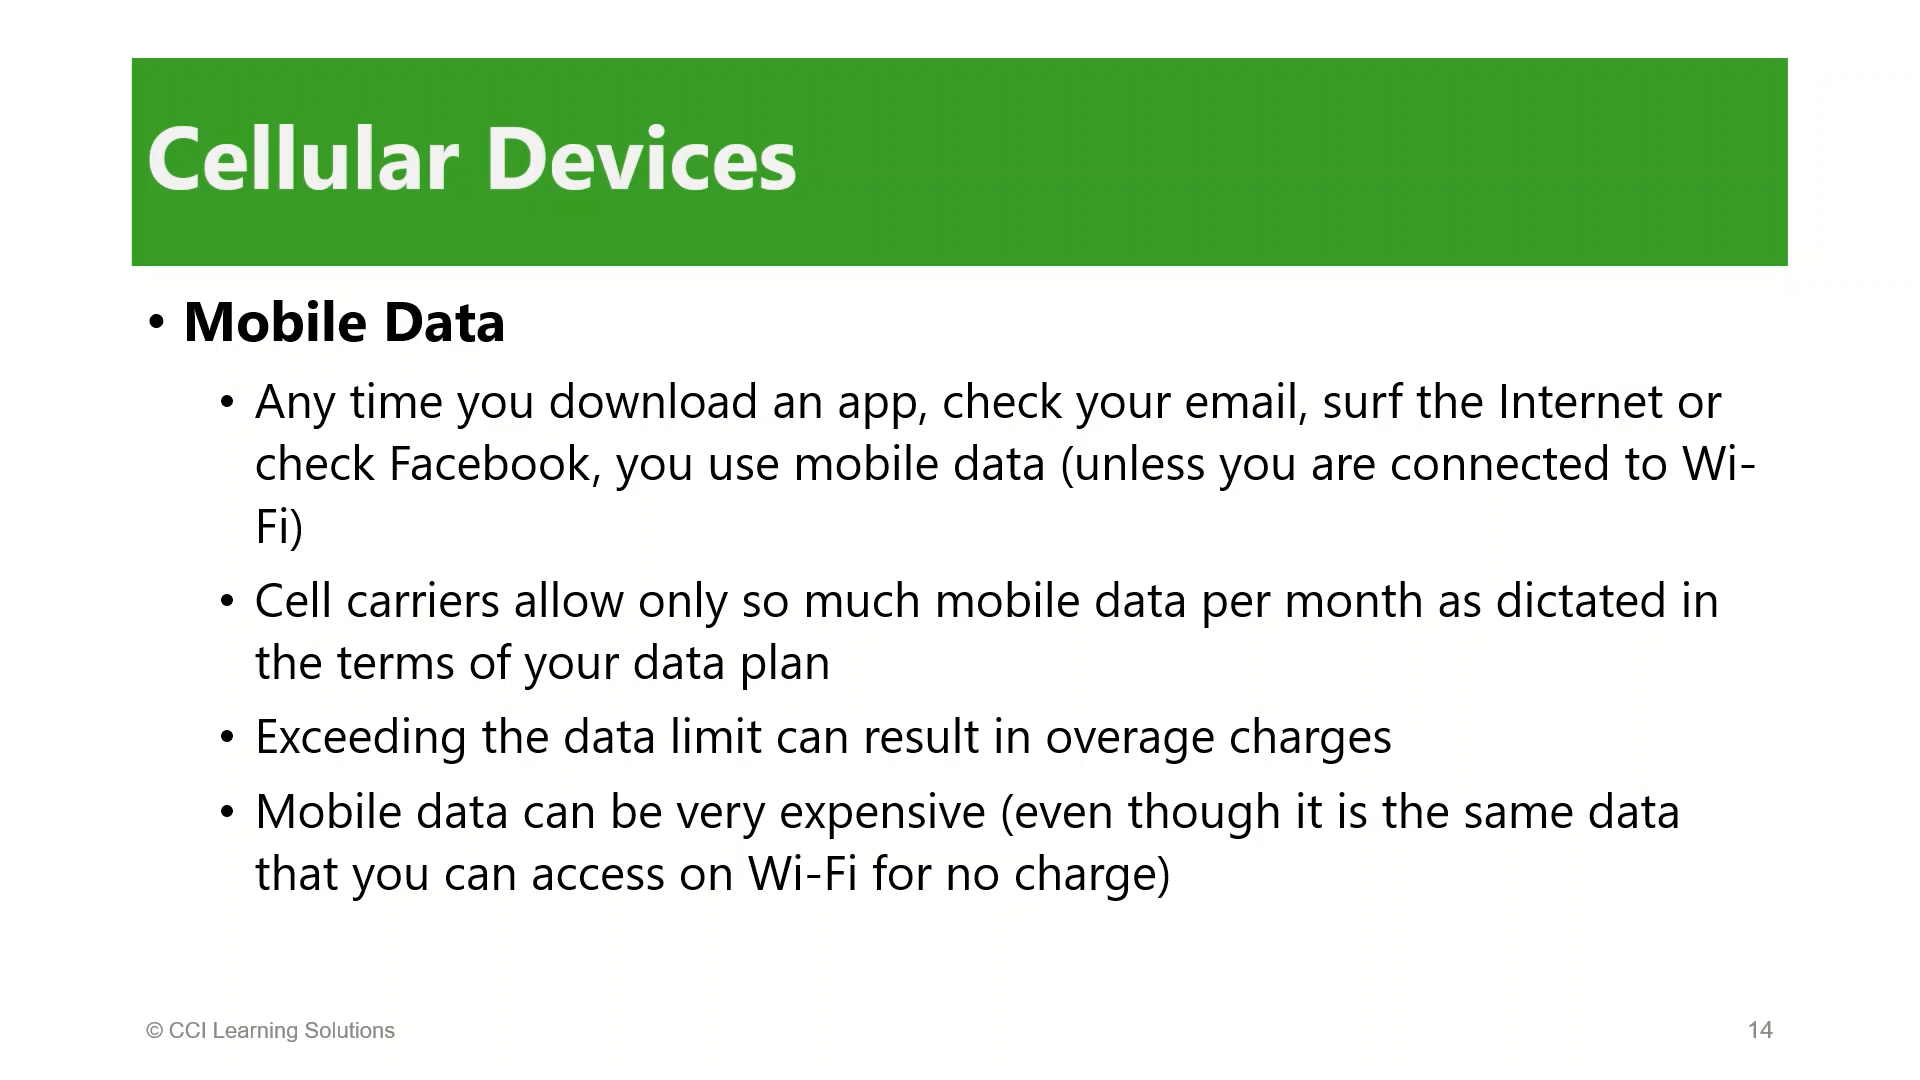 Cellular Devices
• Mobile Data
• Any time you download an app, check your email, surf the Internet or
check Facebook, you use mobile data (unless you are connected to Wi-
Fi)
• Cell carriers allow only so much mobile data per month as dictated in
the terms of your data plan
• Exceeding the data limit can result in overage charges
• Mobile data can be very expensive (even though it is the same data
that you can access on Wi-Fi for no charge)
© CCI Learning Solutions
14